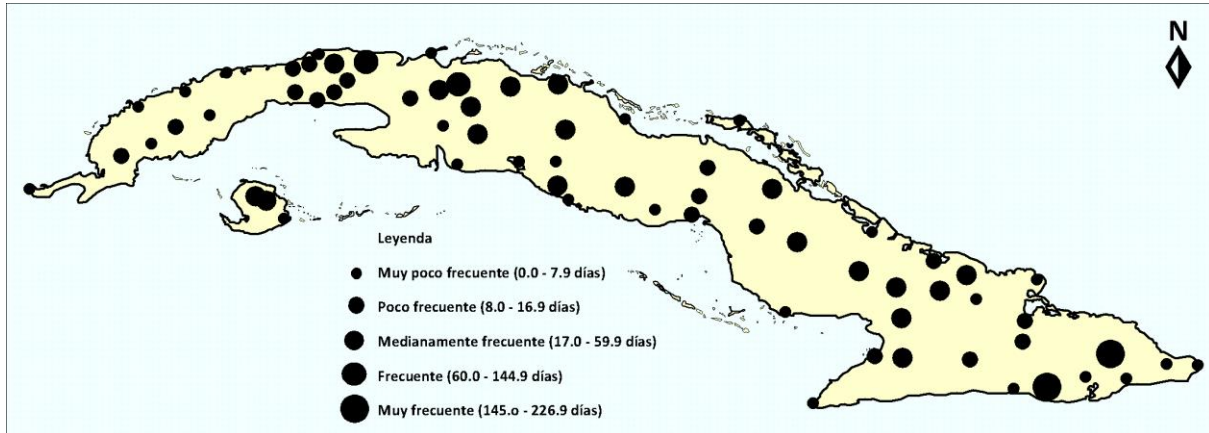 N
Leyenda
Muy poco frecuente (0.0 - 7.9 días)
Poco frecuente (8.0 - 16.9 días)
Medianamente frecuente (17.0 - 59.9 días)
Frecuente (60.0 - 144.9 días)
Muy frecuente (145.o - 226.9 días)